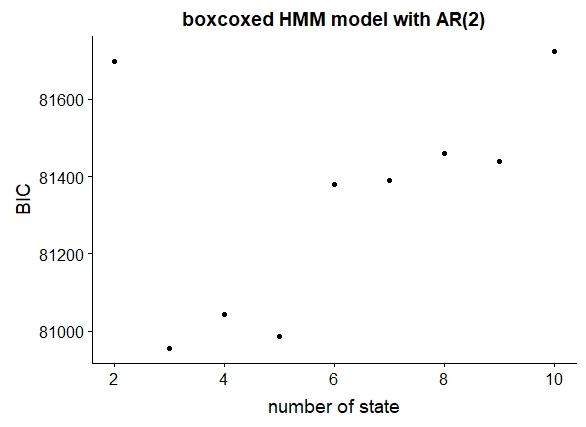 boxcoxed HMM model with AR(2)
BIC
81600
81400
81200
81000
2 4 6 8 10
number of state